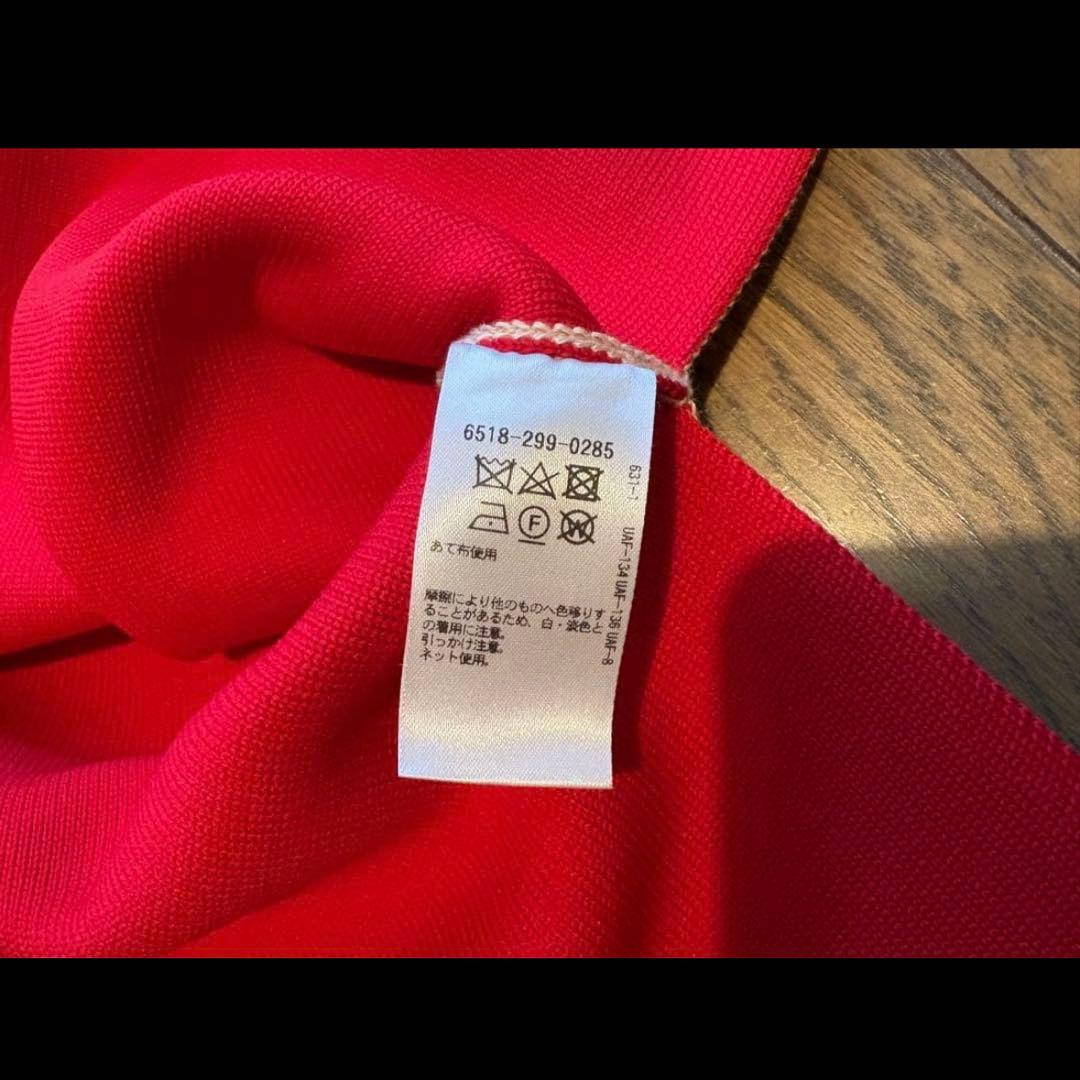 6518-299-0285
F
W
あて布使用
摩擦により他のものへ色移りす
ることがあるため、白・淡色と
の着用に注意。
引っかけ注意。
ネット使用。
631-1 UAF-134 UAF-136 UAF-8